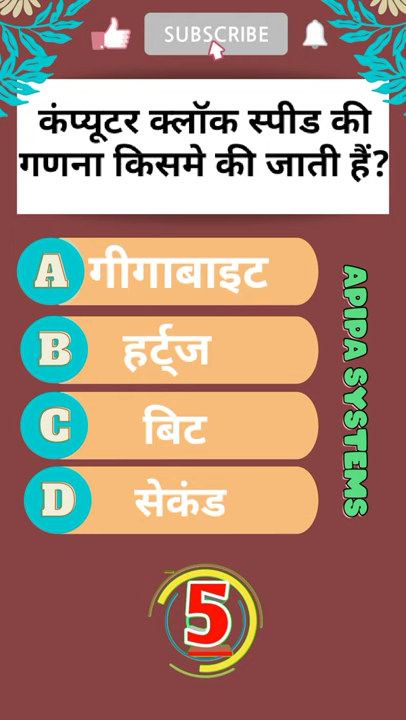 SUBSCRIBE
कंप्यूटर क्लॉक स्पीड की
गणना किसमे की जाती हैं?
A गीगाबाइट
B हर्ट्ज
C बिट
D सेकंड
APIPA SYSTEMS
5